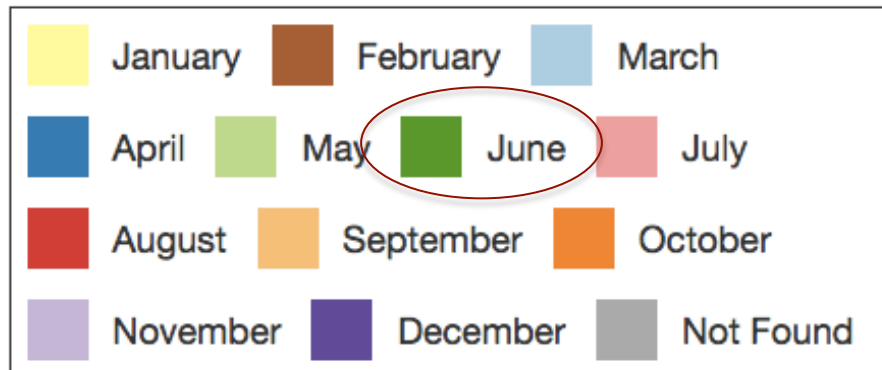 January February March
April May June July
August September October
November December Not Found